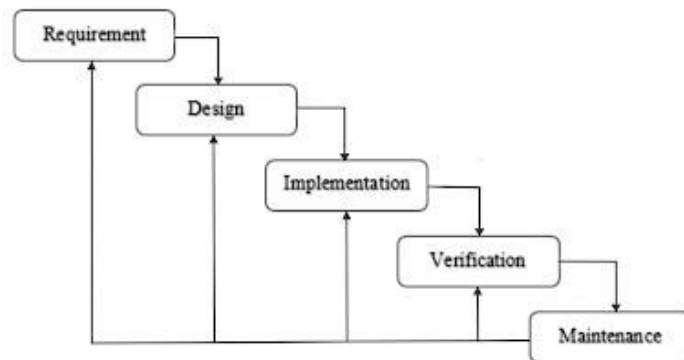 Requirement
Design
Implementation
Verification
Maintenance